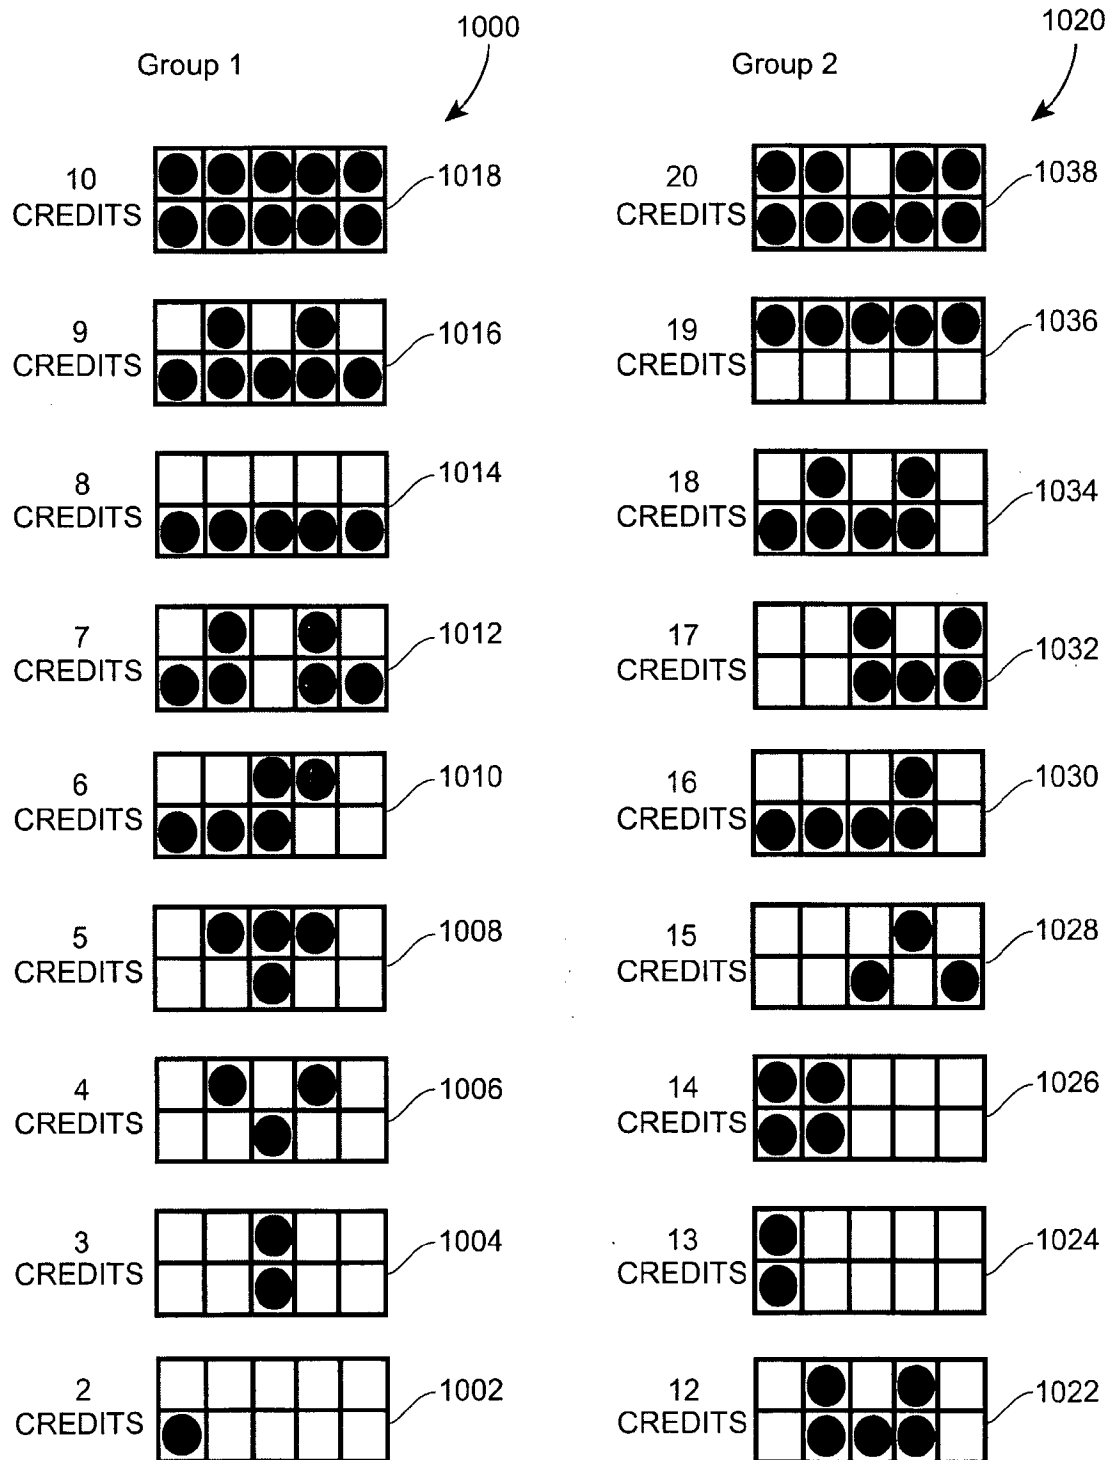 1000
1020
Group 1
Group 2
10
CREDITS
1018
20
CREDITS
1038
9
CREDITS
1016
19
CREDITS
1036
8
CREDITS
1014
18
CREDITS
1034
7
CREDITS
1012
17
CREDITS
1032
6
CREDITS
1010
16
CREDITS
1030
5
CREDITS
1008
15
CREDITS
1028
4
CREDITS
1006
14
CREDITS
1026
3
CREDITS
1004
13
CREDITS
1024
2
CREDITS
1002
12
CREDITS
1022